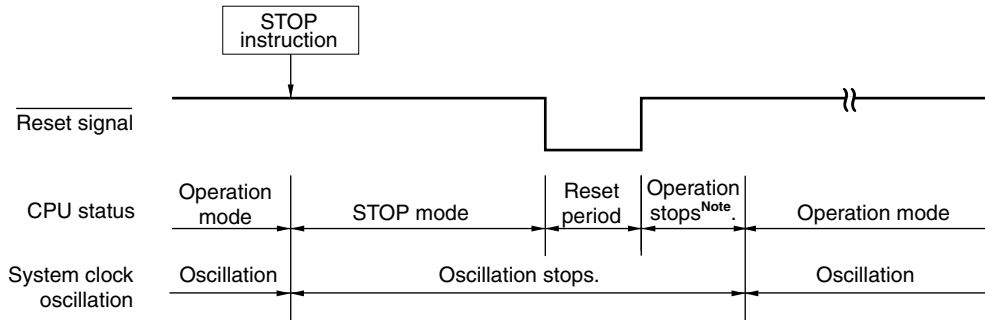 STOP
instruction
Reset signal
CPU status
Operation
mode
STOP mode
Reset
period
Operation
stopsNote.
Operation mode
System clock
oscillation
Oscillation
Oscillation stops.
Oscillation